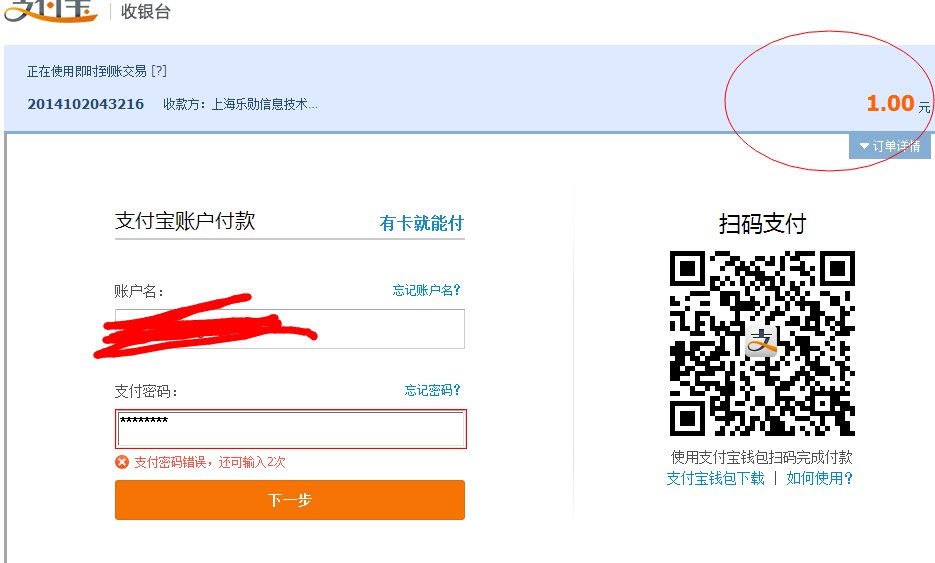 支付宝 收银台
正在使用即时到账交易 [?]
2014102043216 收款方：上海乐勋信息技术...
1.00 元
订单详情
支付宝账户付款 有卡就能付
账户名： 忘记账户名?
支付密码： 忘记密码?
********
支付密码错误，还可输入2次
下一步
扫码支付
支
使用支付宝钱包扫码完成付款
支付宝钱包下载 | 如何使用?